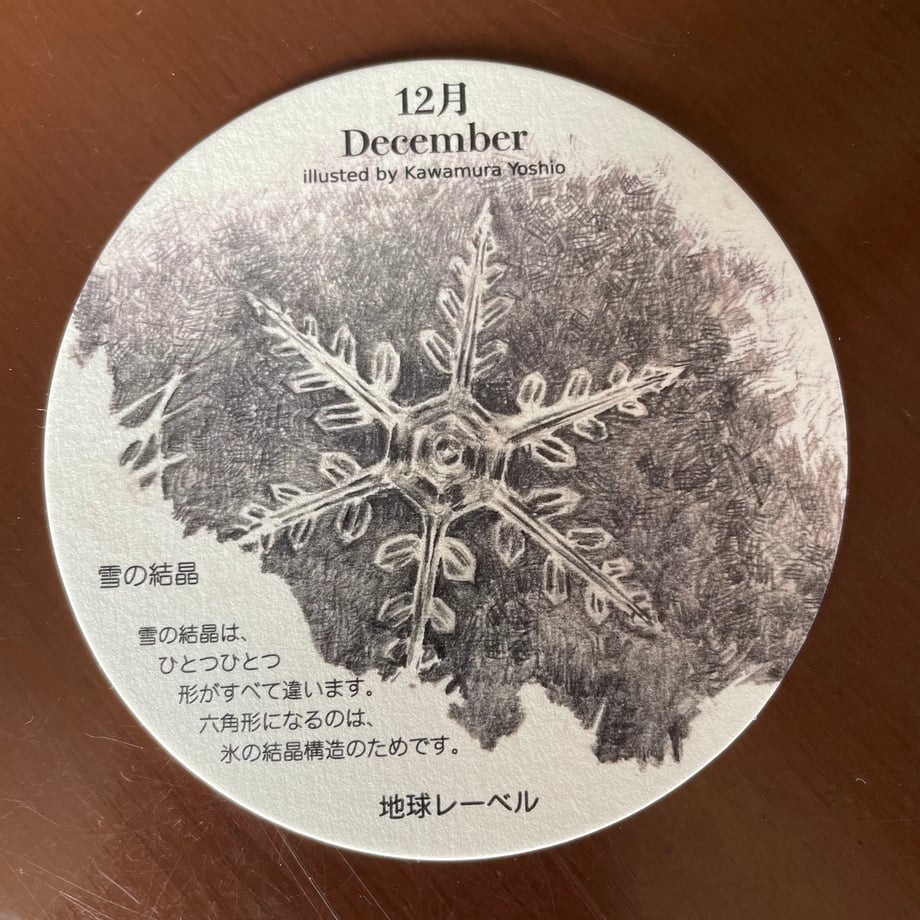 12月
December
illusted by Kawamura Yoshio
雪の結晶
雪の結晶は、
ひとつひとつ
形がすべて違います。
六角形になるのは、
氷の結晶構造のためです。
地球レーベル